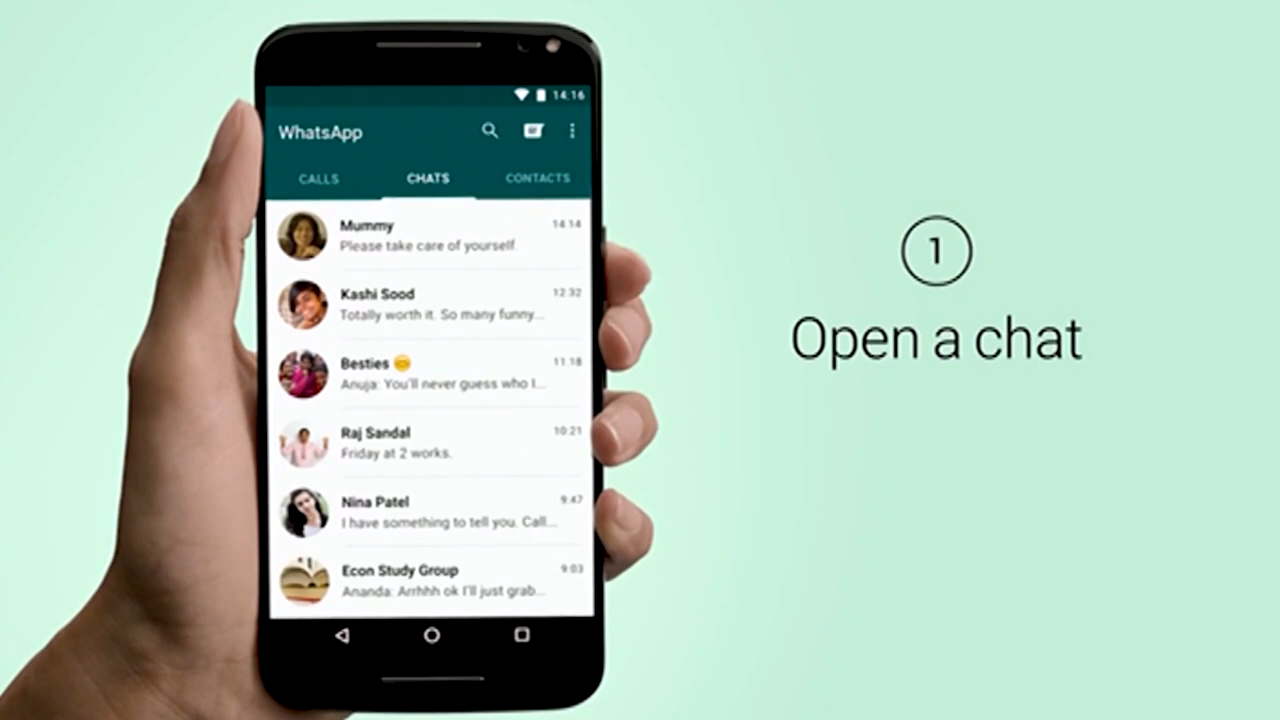 14:16
WhatsApp
CALLS CHATS CONTACTS
Mummy 14:14
Please take care of yourself.
Kashi Sood 12:32
Totally worth it. So many funny...
Besties 😊 11:18
Anuja: You'll never guess who I...
Raj Sandal 10:21
Friday at 2 works.
Nina Patel 9:47
I have something to tell you. Call...
Econ Study Group 9:03
Ananda: Arrhhh ok I'll just grab...
1
Open a chat